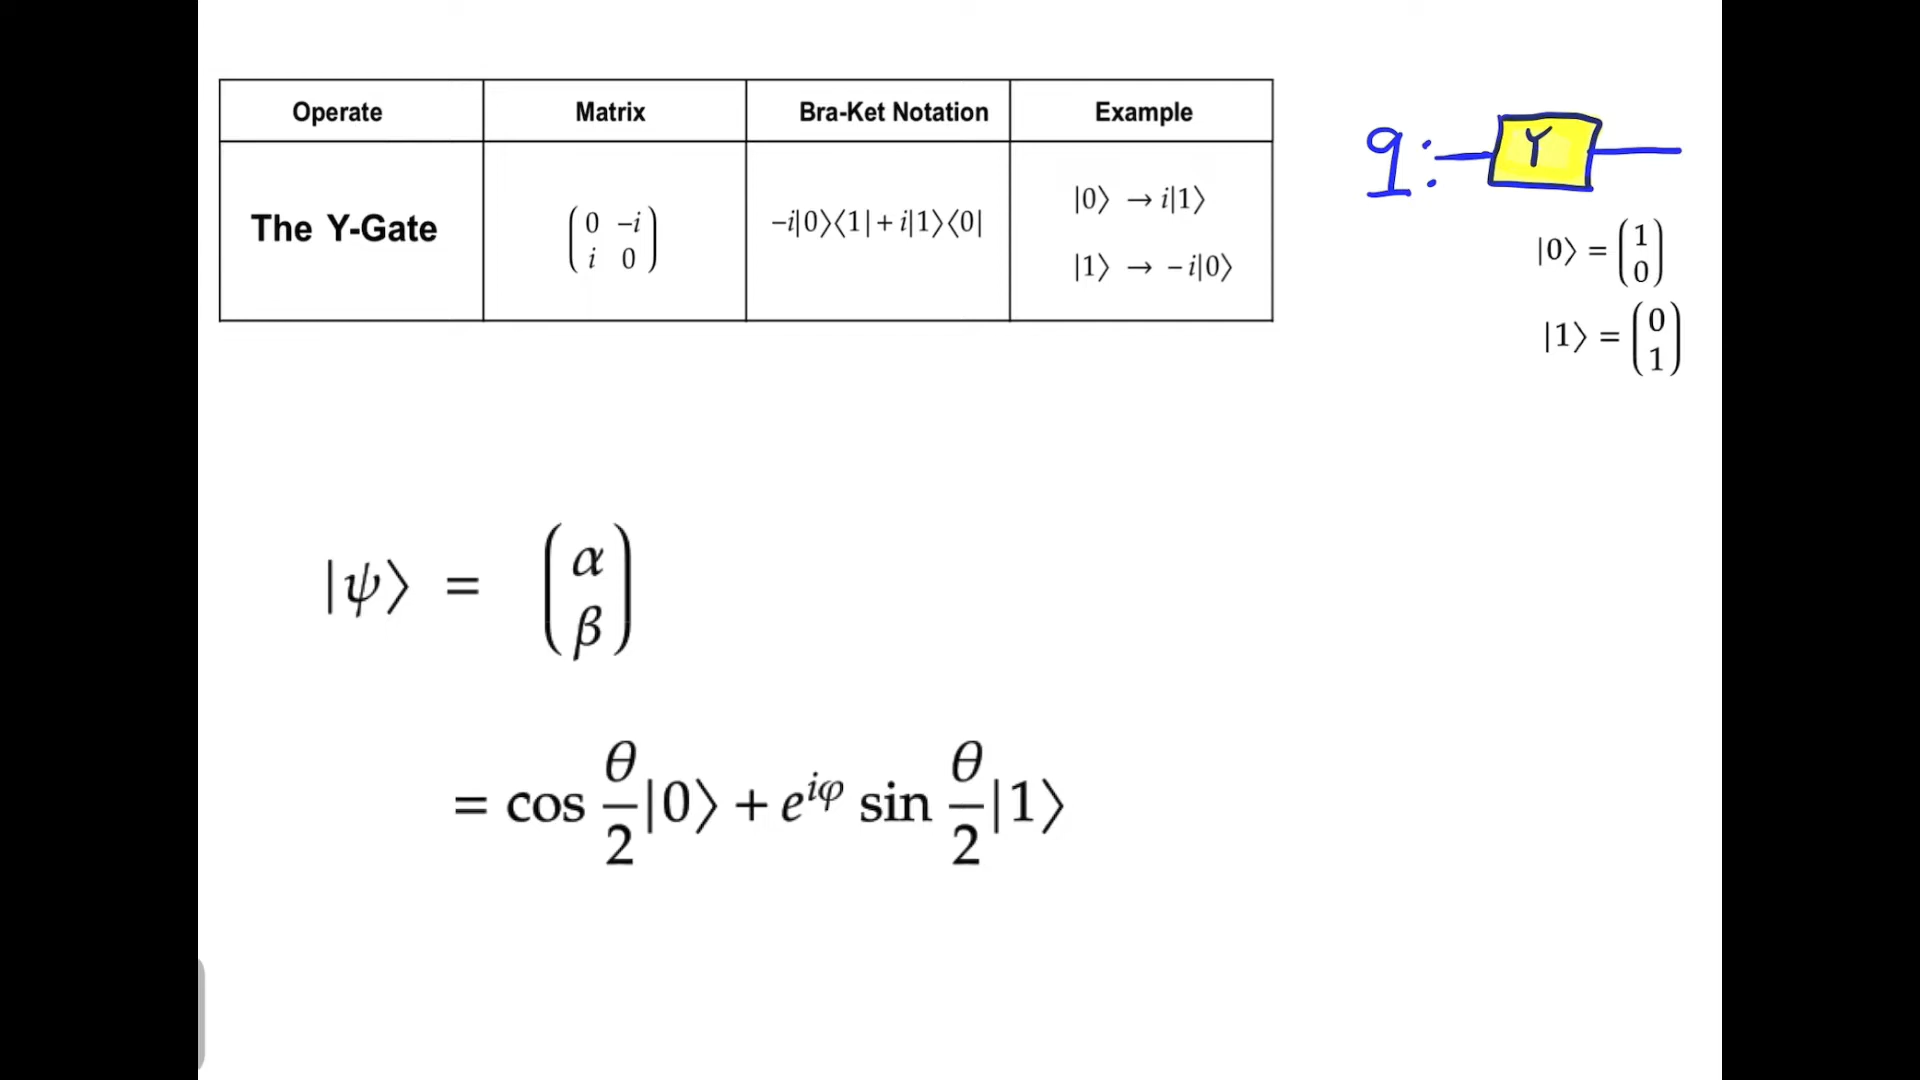 Operate Matrix Bra-Ket Notation Example
The Y-Gate
( 0 −i
i 0 )
−i|0⟩⟨1| + i|1⟩⟨0|
|0⟩ → i|1⟩
|1⟩ → − i|0⟩
q: Y
|0⟩ = (1
0)
|1⟩ = (0
1)
|ψ⟩ = (α
β)
= cos θ/2 |0⟩ + e^{iφ} sin θ/2 |1⟩